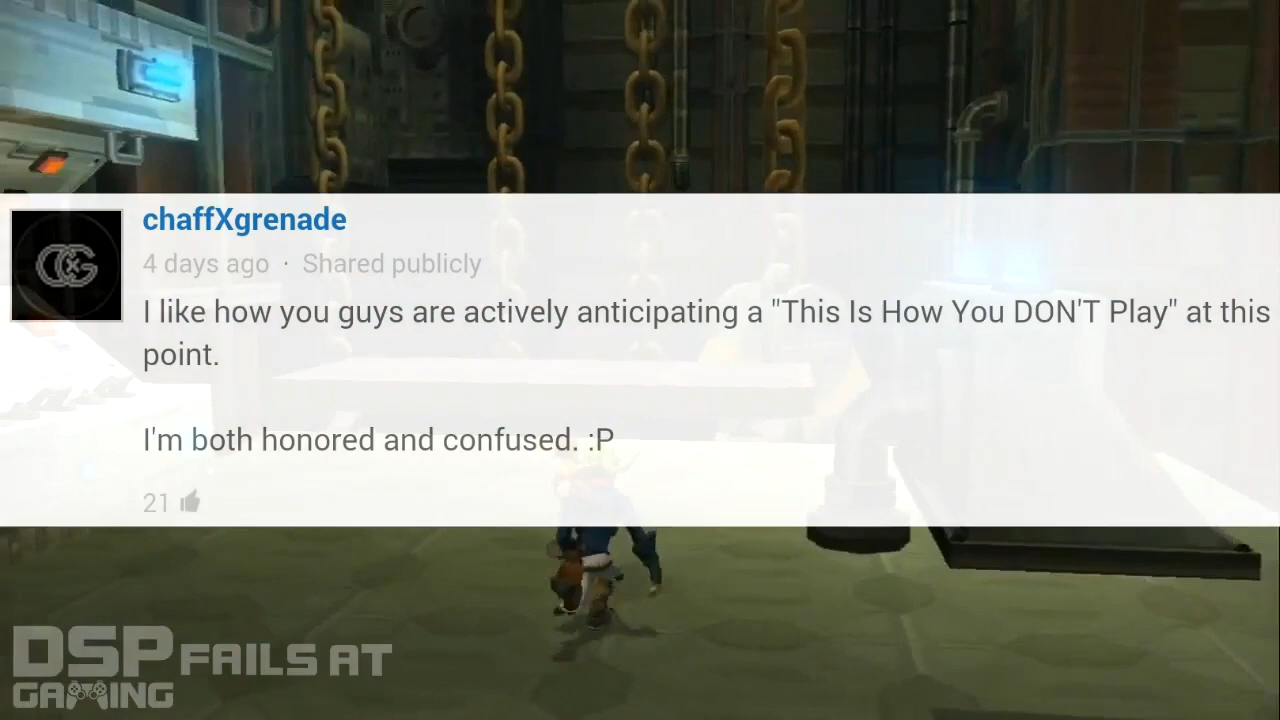 chaffXgrenade
4 days ago · Shared publicly
I like how you guys are actively anticipating a "This Is How You DON'T Play" at this
point.
I'm both honored and confused. :P
21
DSP FAILS AT
GAMING